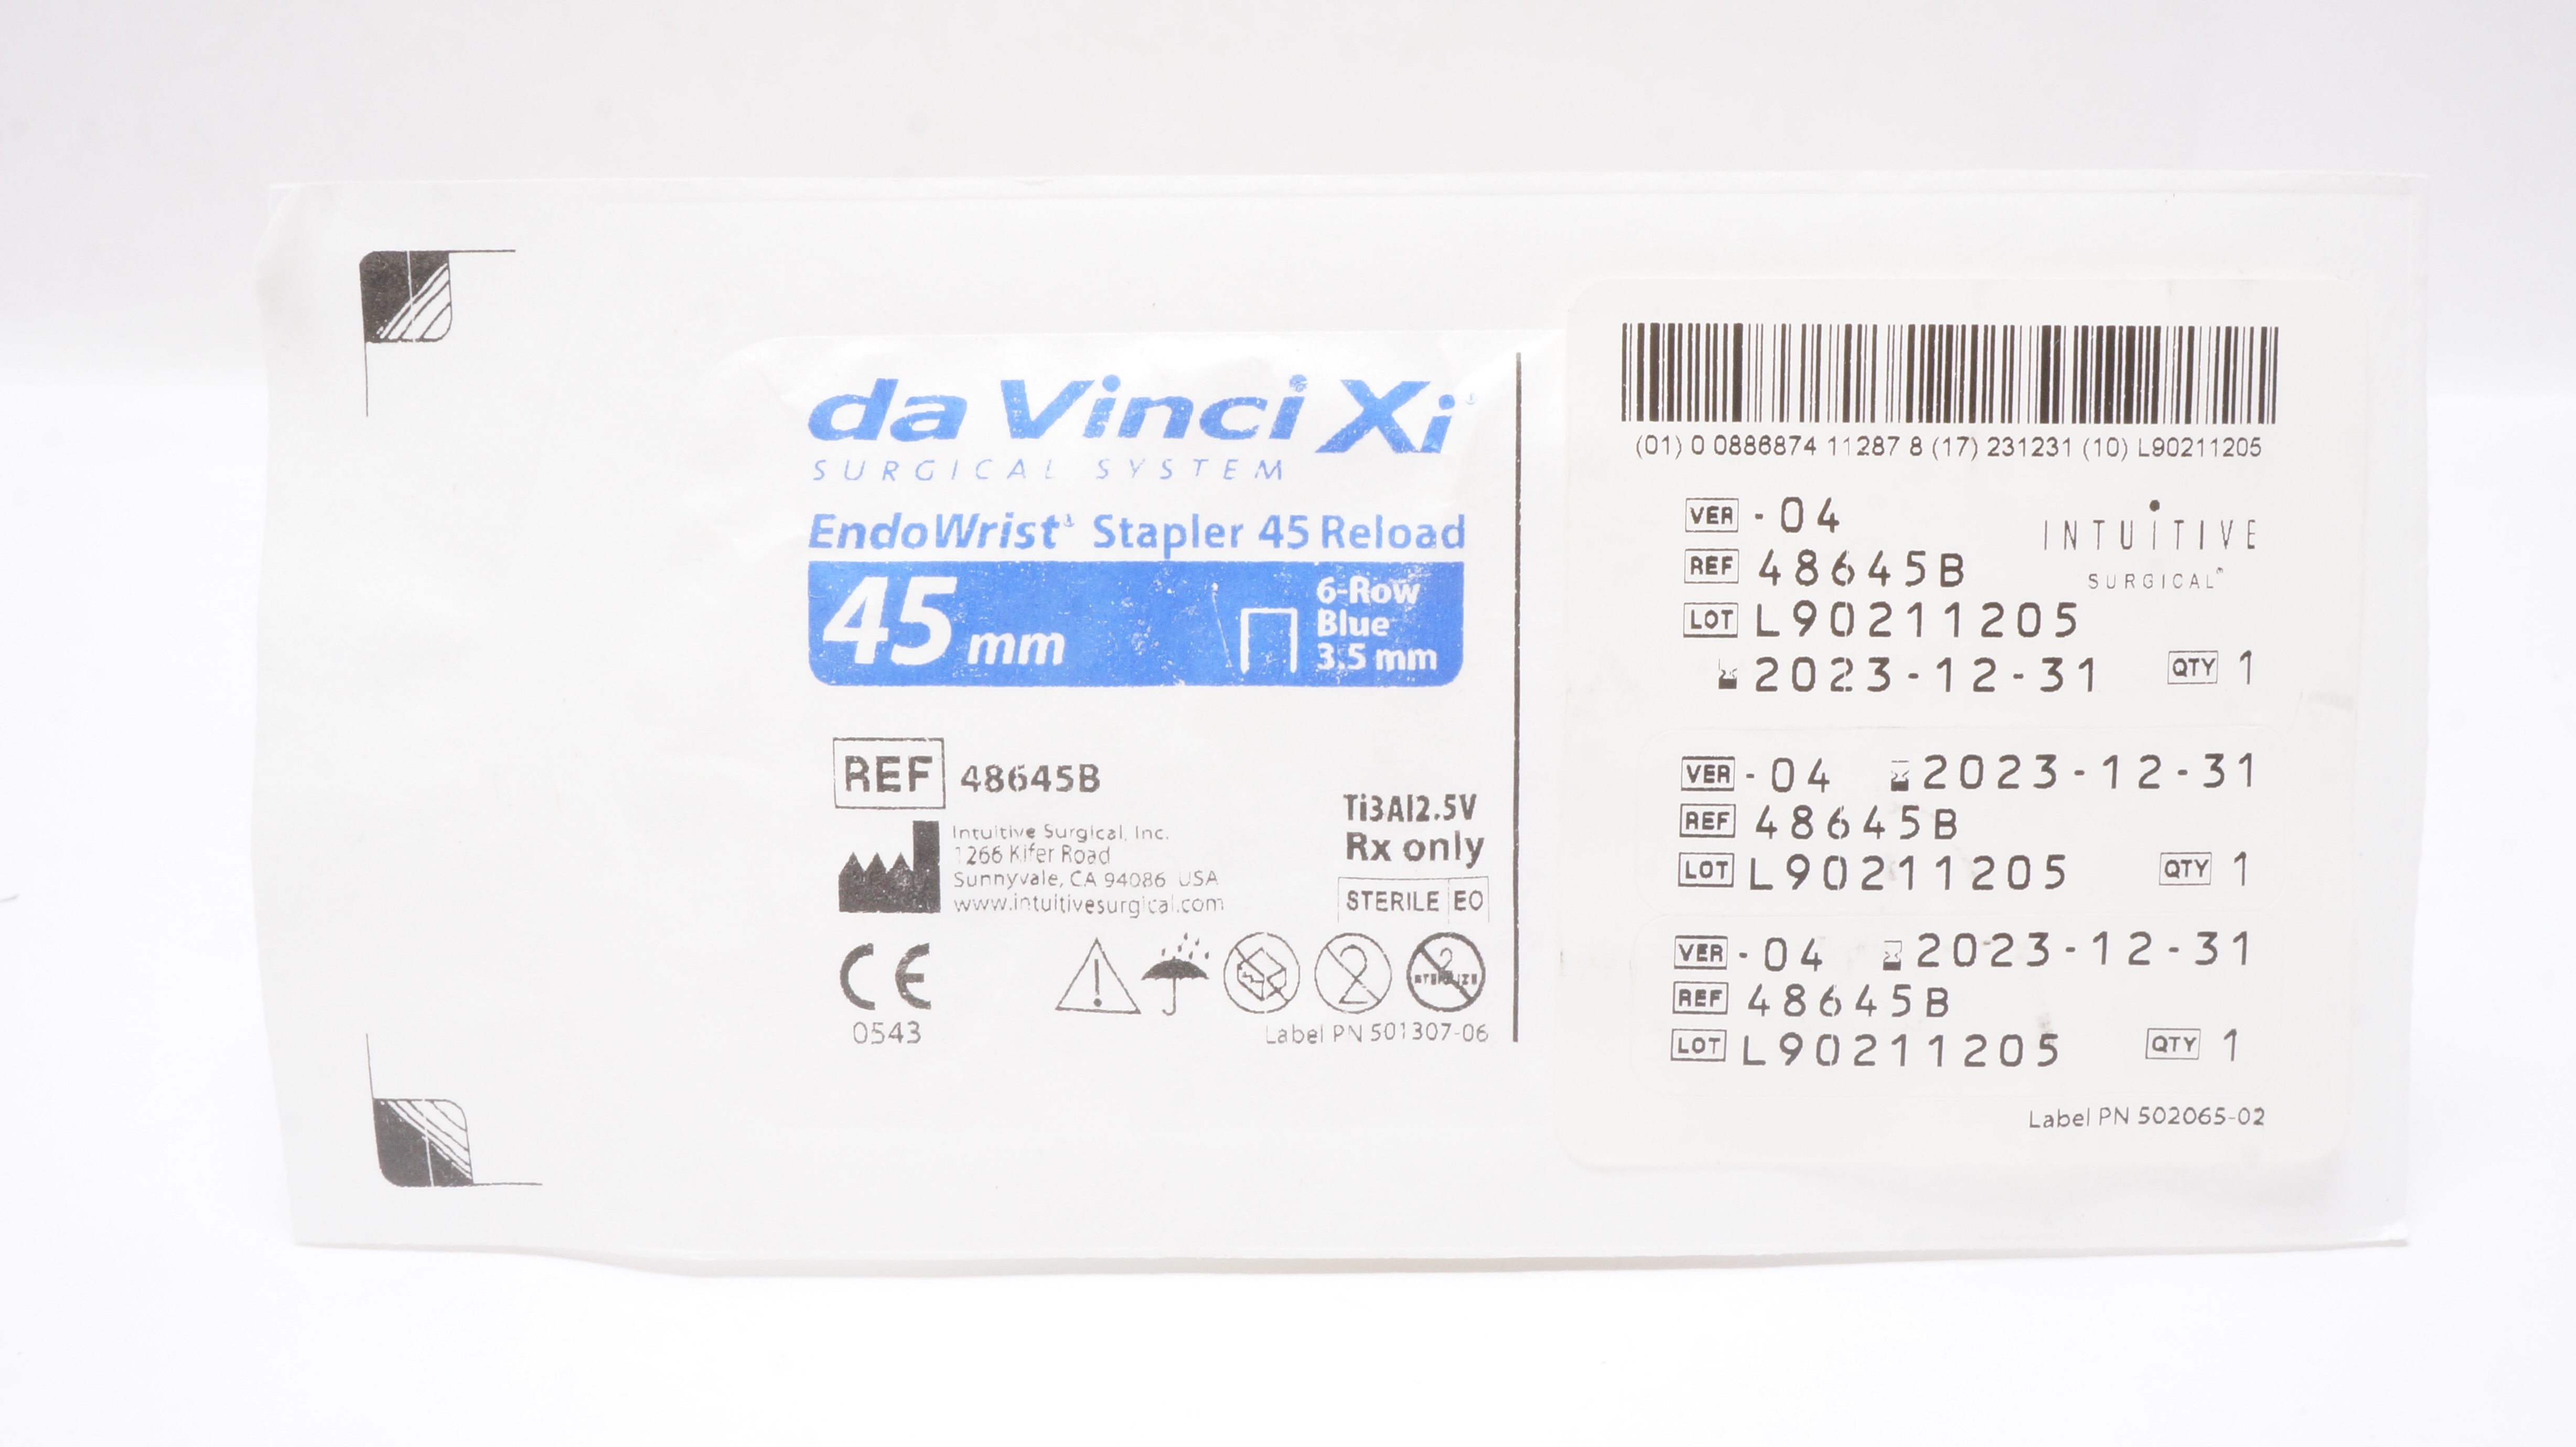 da Vinci Xi
SURGICAL SYSTEM
EndoWrist® Stapler 45 Reload
45 mm
6-Row
Blue
3.5 mm
REF 48645B
Intuitive Surgical, Inc.
1266 Kifer Road
Sunnyvale, CA 94086 USA
www.intuitivesurgical.com
Ti3Al2.5V
Rx only
STERILE EO
CE
0543
2
2
STERILIZE
Label PN 501307-06
(01) 0 0886874 11287 8 (17) 231231 (10) L90211205
VER -04
REF 48645B
INTUITIVE
SURGICAL®
LOT L90211205
2023-12-31 QTY 1
VER -04 2023-12-31
REF 48645B
LOT L90211205 QTY 1
VER -04 2023-12-31
REF 48645B
LOT L90211205 QTY 1
Label PN 502065-02